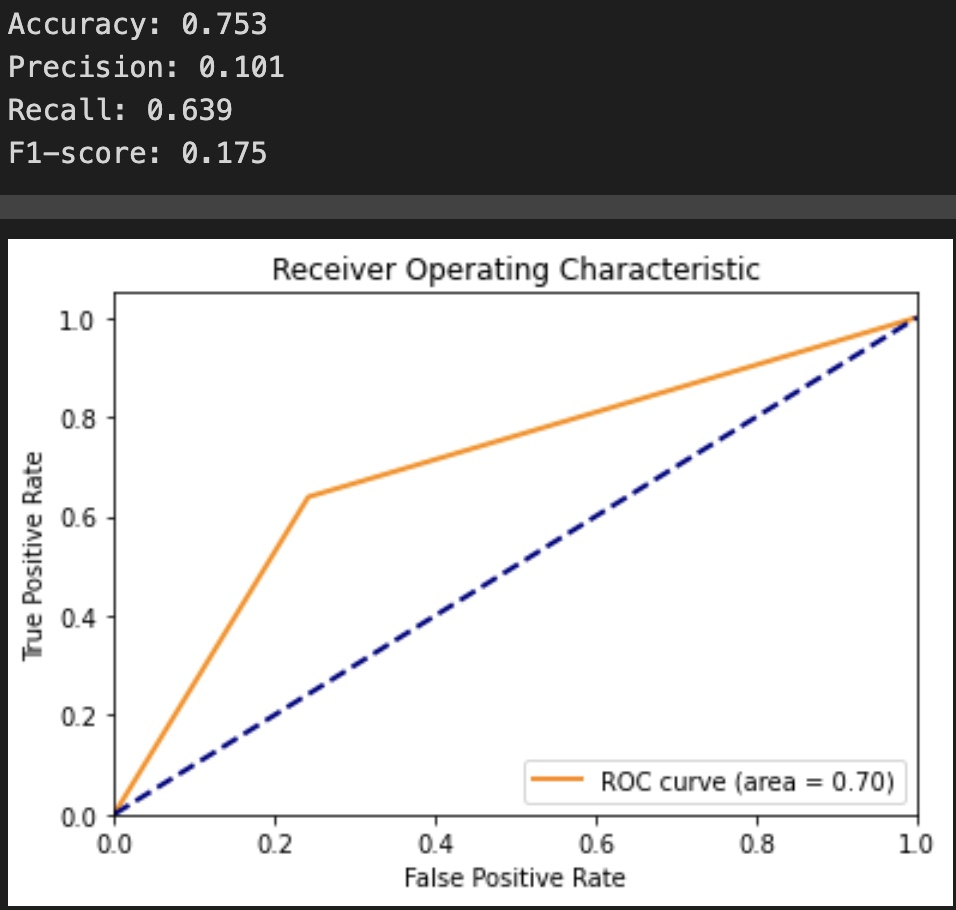 Accuracy: 0.753
Precision: 0.101
Recall: 0.639
F1-score: 0.175
Receiver Operating Characteristic
1.0
0.8
0.6
0.4
0.2
0.0
True Positive Rate
ROC curve (area = 0.70)
0.0 0.2 0.4 0.6 0.8 1.0
False Positive Rate